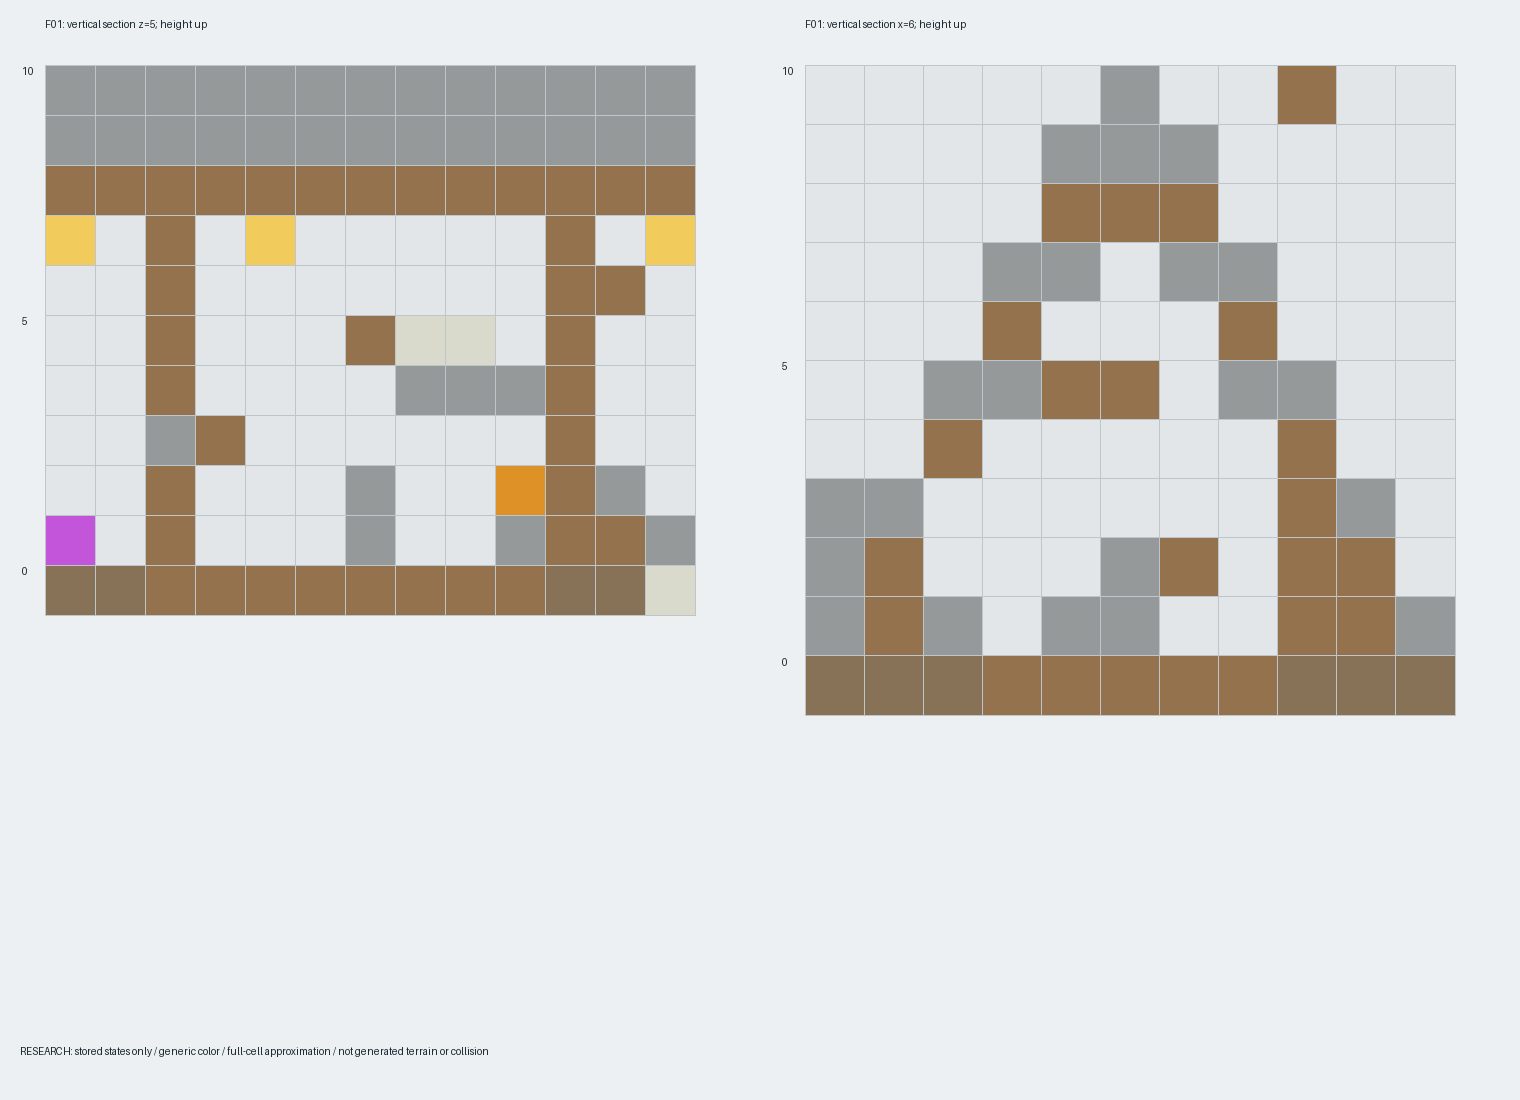 F01: vertical section z=5; height up
F01: vertical section x=6; height up
10
10
5
5
0
0
RESEARCH: stored states only / generic color / full-cell approximation / not generated terrain or collision